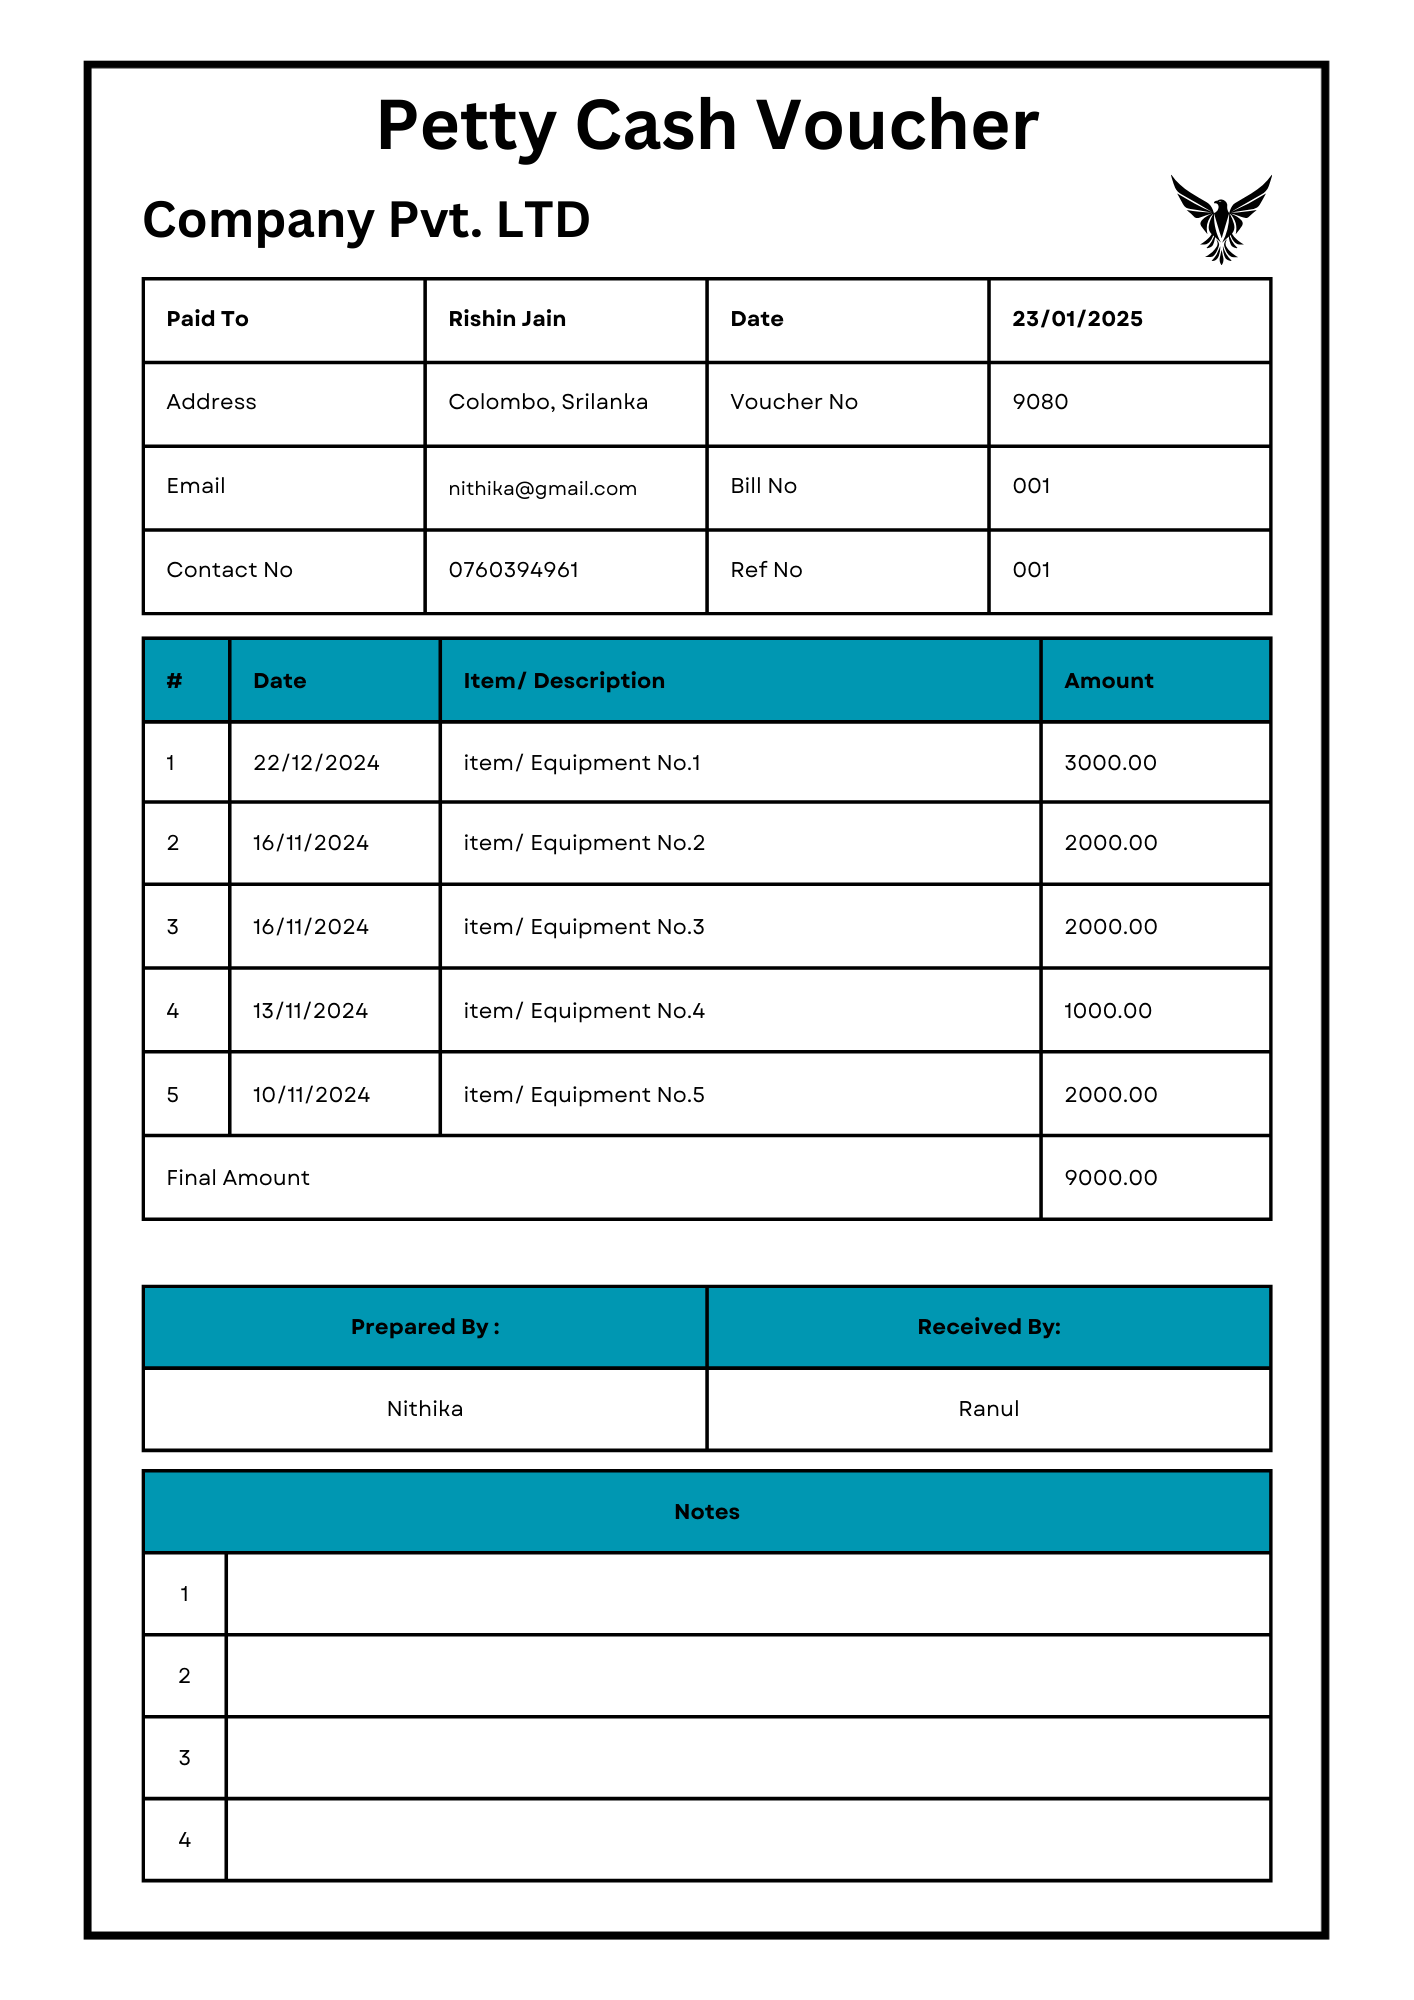 Petty Cash Voucher
Company Pvt. LTD
Paid To Rishin Jain Date 23/01/2025
Address Colombo, Srilanka Voucher No 9080
Email nithika@gmail.com Bill No 001
Contact No 0760394961 Ref No 001
# Date Item/ Description Amount
1 22/12/2024 item/ Equipment No.1 3000.00
2 16/11/2024 item/ Equipment No.2 2000.00
3 16/11/2024 item/ Equipment No.3 2000.00
4 13/11/2024 item/ Equipment No.4 1000.00
5 10/11/2024 item/ Equipment No.5 2000.00
Final Amount 9000.00
Prepared By : Received By:
Nithika Ranul
Notes
1
2
3
4